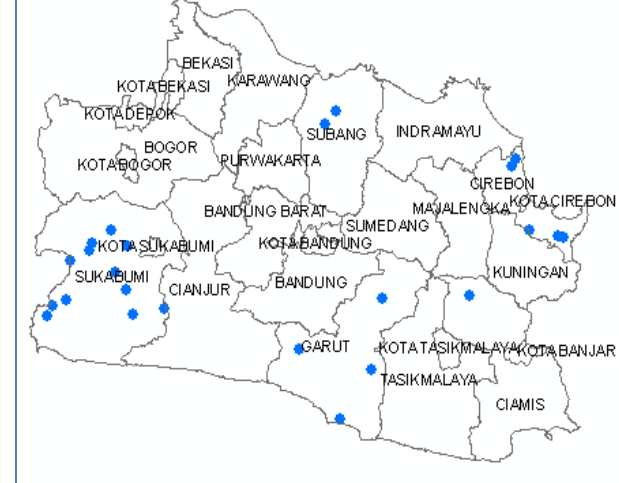 BEKASI
KOTA BEKASI
KARAWANG
KOTA DEPOK
SUBANG
INDRAMAYU
BOGOR
KOTA BOGOR
PURWAKARTA
CIREBON
KOTA CIREBON
BANDUNG BARAT
MAJALENGKA
SUMEDANG
KOTA SUKABUMI
KOTA BANDUNG
SUKABUMI
CIANJUR
BANDUNG
KUNINGAN
GARUT
KOTA TASIKMALAYA
KOTA BANJAR
TASIKMALAYA
CIAMIS